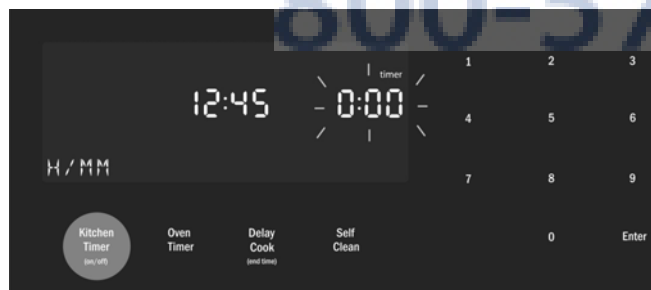 800-37
timer
12:45
0:00
H/MM
1 2 3
4 5 6
7 8 9
0 Enter
Kitchen
Timer
(on/off)
Oven
Timer
Delay
Cook
(end time)
Self
Clean